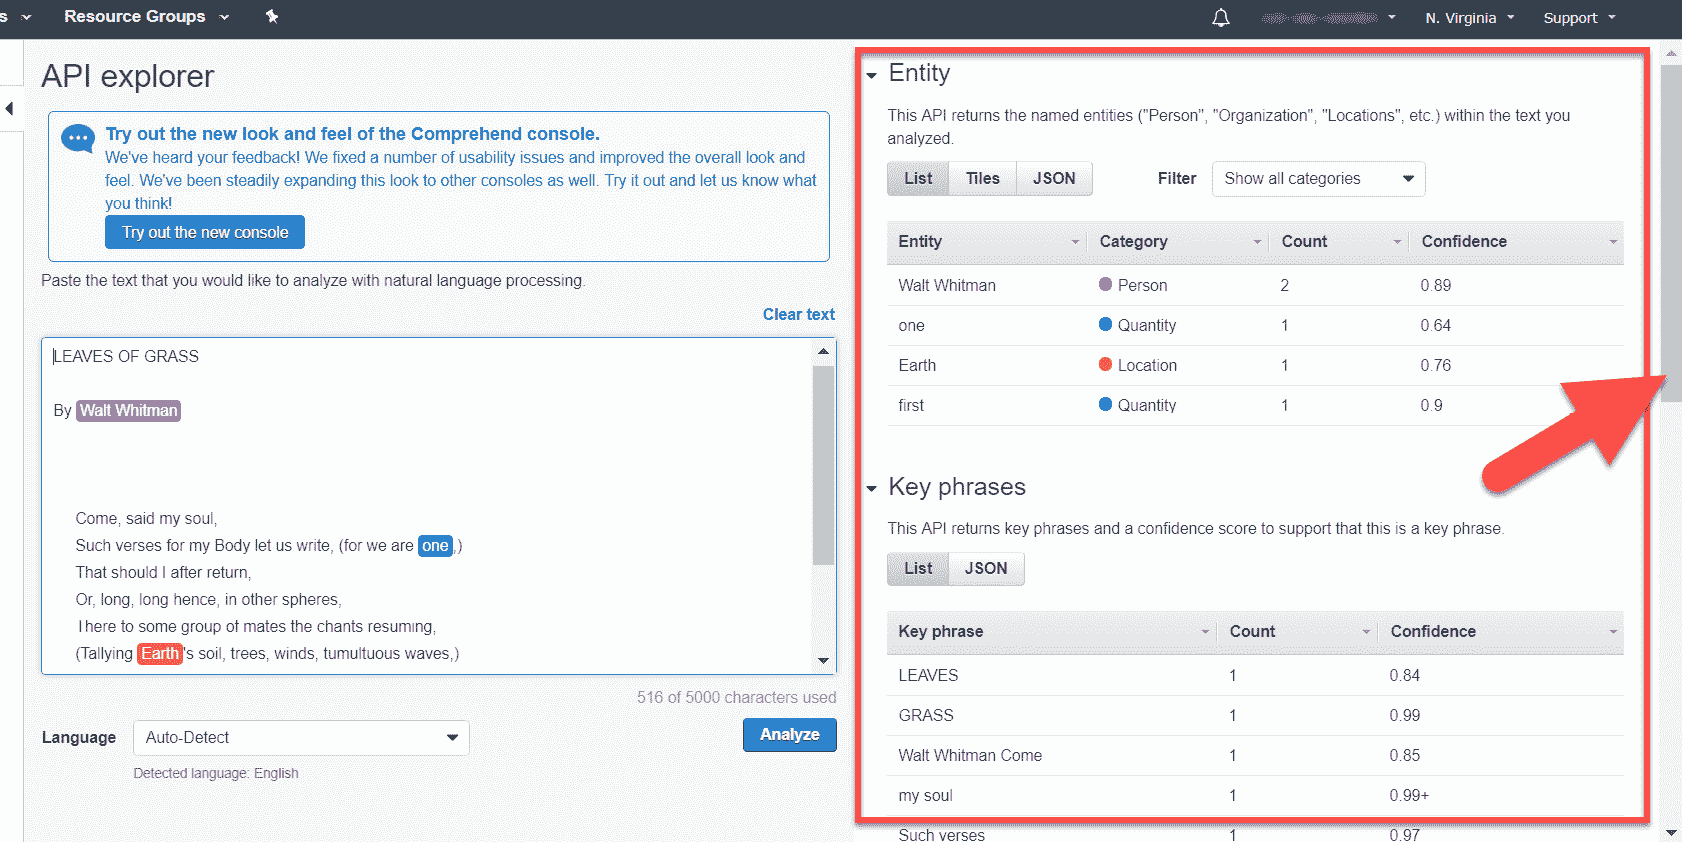 s
Resource Groups
N. Virginia
Support
API explorer
Try out the new look and feel of the Comprehend console.
We've heard your feedback! We fixed a number of usability issues and improved the overall look and
feel. We've been steadily expanding this look to other consoles as well. Try it out and let us know what
you think!
Try out the new console
Paste the text that you would like to analyze with natural language processing.
Clear text
LEAVES OF GRASS
By Walt Whitman
Come, said my soul,
Such verses for my Body let us write, (for we are one,)
That should I after return,
Or, long, long hence, in other spheres,
There to some group of mates the chants resuming,
(Tallying Earth's soil, trees, winds, tumultuous waves,)
516 of 5000 characters used
Language
Auto-Detect
Analyze
Detected language: English
Entity
This API returns the named entities ("Person", "Organization", "Locations", etc.) within the text you
analyzed.
List Tiles JSON Filter Show all categories
Entity Category Count Confidence
Walt Whitman Person 2 0.89
one Quantity 1 0.64
Earth Location 1 0.76
first Quantity 1 0.9
Key phrases
This API returns key phrases and a confidence score to support that this is a key phrase.
List JSON
Key phrase Count Confidence
LEAVES 1 0.84
GRASS 1 0.99
Walt Whitman Come 1 0.85
my soul 1 0.99+
Such verses 1 0.97